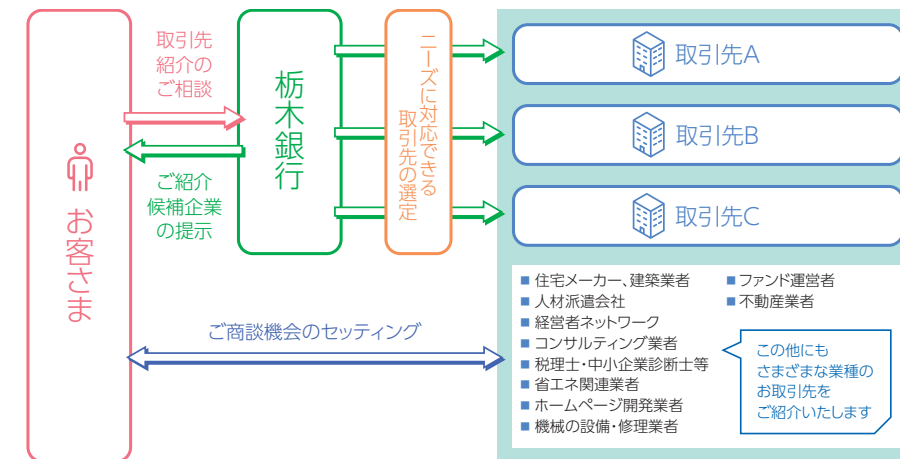 お客さま
取引先
紹介の
ご相談
ご紹介
候補企業
の提示
栃木銀行
ニーズに対応できる
取引先の選定
取引先A
取引先B
取引先C
ご商談機会のセッティング
■ 住宅メーカー、建築業者
■ 人材派遣会社
■ 経営者ネットワーク
■ コンサルティング業者
■ 税理士・中小企業診断士等
■ 省エネ関連業者
■ ホームページ開発業者
■ 機械の設備・修理業者
■ ファンド運営者
■ 不動産業者
この他にも
さまざまな業種の
お取引先を
ご紹介いたします